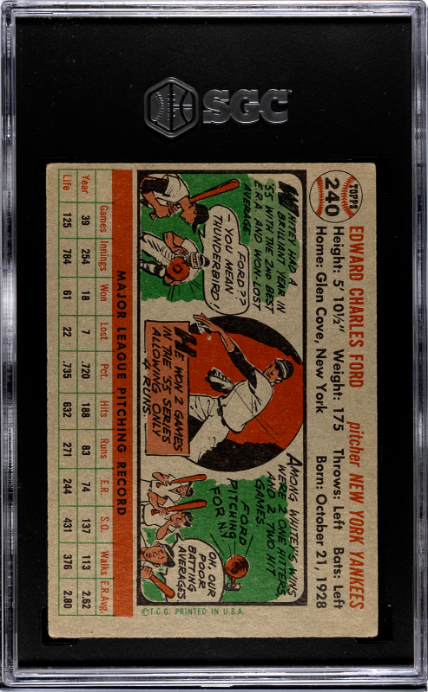 SGC
TOPPS
240
EDWARD CHARLES FORD pitcher NEW YORK YANKEES
Height: 5' 10½" Weight: 175 Throws: Left Bats: Left
Home: Glen Cove, New York Born: October 21, 1928
WHITEY HAD A
BRILLIANT YEAR IN
'55 WITH THE 2ND BEST
E.R.A. AND WON-LOST
AVERAGE.
FORD??
-YOU MEAN
THUNDERBIRD!
HE WON 2 GAMES
IN THE '55 SERIES
ALLOWING ONLY
4 RUNS.
AMONG WHITEY'S WINS
WERE 2 ONE HITTERS
AND 2 TWO HIT
GAMES.
FORD
PITCHING
FOR N.Y.
OH, OUR
POOR
BATTING
AVERAGES.
©T.C.G. PRINTED IN U.S.A.
MAJOR LEAGUE PITCHING RECORD
Games Innings Won Lost Pct. Hits Runs E.R. S.O. Walks E.R.Avg.
Year 39 254 18 7 .720 188 83 74 137 113 2.62
Life 125 784 61 22 .735 632 271 244 431 376 2.80